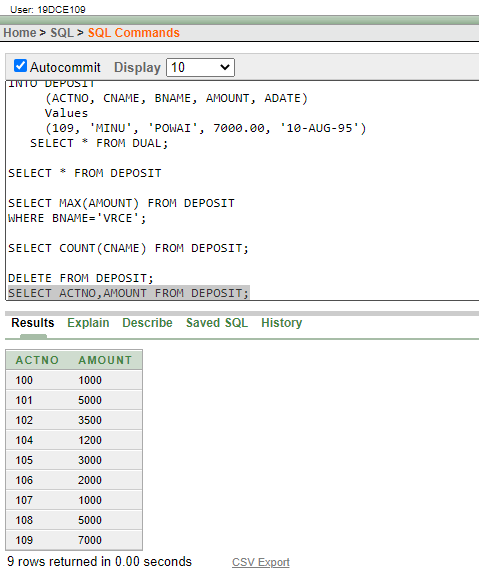 User: 19DCE109
Home > SQL > SQL Commands
Autocommit Display 10
INTO DEPOSIT
(ACTNO, CNAME, BNAME, AMOUNT, ADATE)
Values
(109, 'MINU', 'POWAI', 7000.00, '10-AUG-95')
SELECT * FROM DUAL;
SELECT * FROM DEPOSIT
SELECT MAX(AMOUNT) FROM DEPOSIT
WHERE BNAME='VRCE';
SELECT COUNT(CNAME) FROM DEPOSIT;
DELETE FROM DEPOSIT;
SELECT ACTNO,AMOUNT FROM DEPOSIT;
Results Explain Describe Saved SQL History
ACTNO AMOUNT
100 1000
101 5000
102 3500
104 1200
105 3000
106 2000
107 1000
108 5000
109 7000
9 rows returned in 0.00 seconds CSV Export